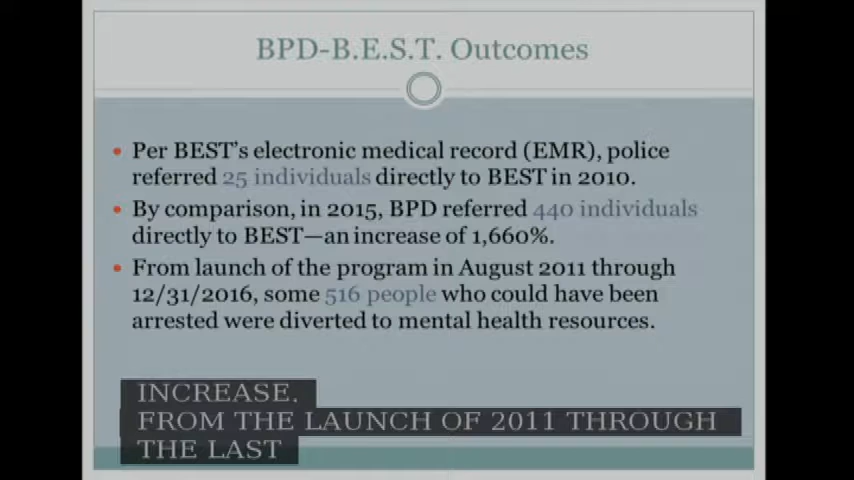 BPD-B.E.S.T. Outcomes
• Per BEST's electronic medical record (EMR), police
referred 25 individuals directly to BEST in 2010.
• By comparison, in 2015, BPD referred 440 individuals
directly to BEST—an increase of 1,660%.
• From launch of the program in August 2011 through
12/31/2016, some 516 people who could have been
arrested were diverted to mental health resources.
INCREASE.
FROM THE LAUNCH OF 2011 THROUGH
THE LAST